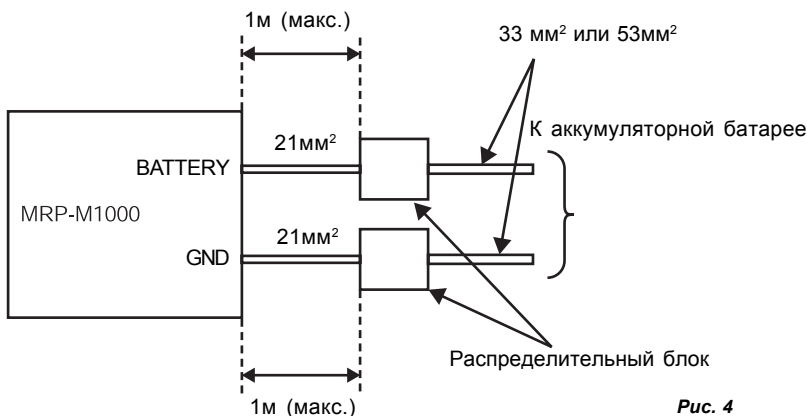 1м (макс.)
33 мм² или 53мм²
К аккумуляторной батарее
21мм²
BATTERY
MRP-M1000
21мм²
GND
Распределительный блок
1м (макс.)
Рис. 4